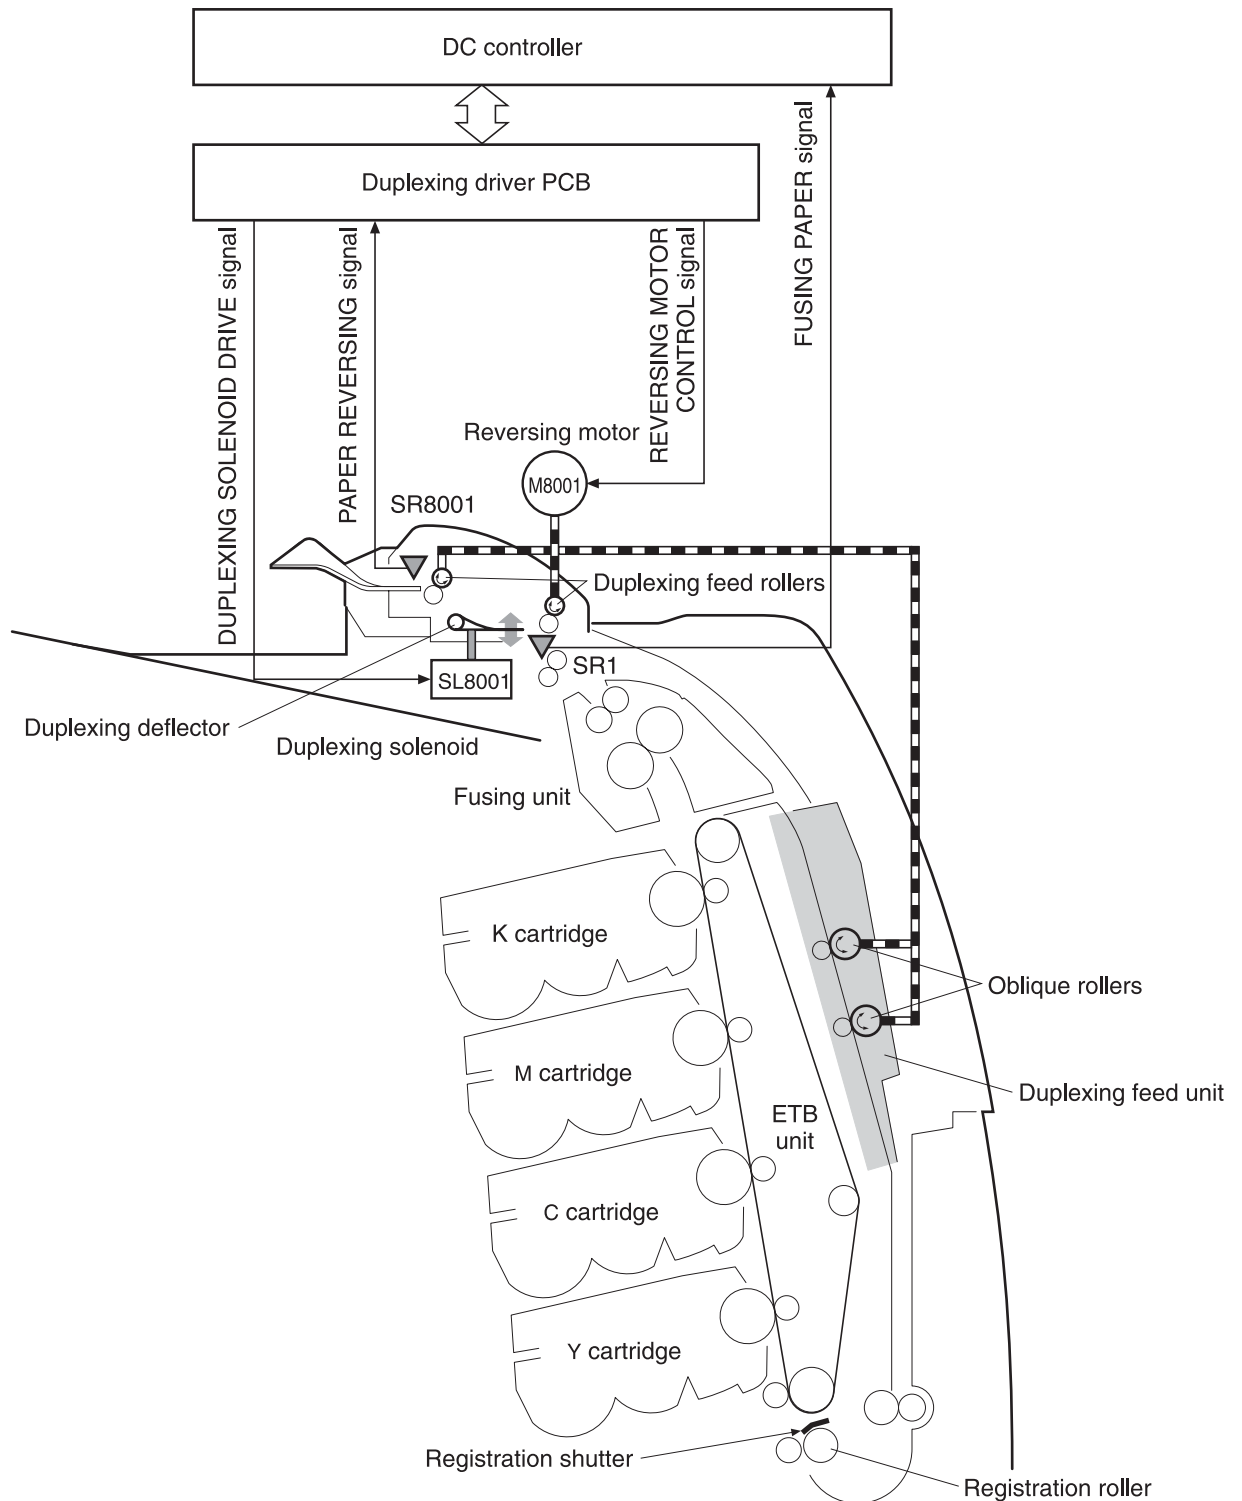 DC controller
Duplexing driver PCB
DUPLEXING SOLENOID DRIVE signal
PAPER REVERSING signal
REVERSING MOTOR
CONTROL signal
FUSING PAPER signal
Reversing motor
M8001
SR8001
Duplexing feed rollers
SR1
SL8001
Duplexing deflector
Duplexing solenoid
Fusing unit
K cartridge
Oblique rollers
M cartridge
Duplexing feed unit
ETB
unit
C cartridge
Y cartridge
Registration shutter
Registration roller